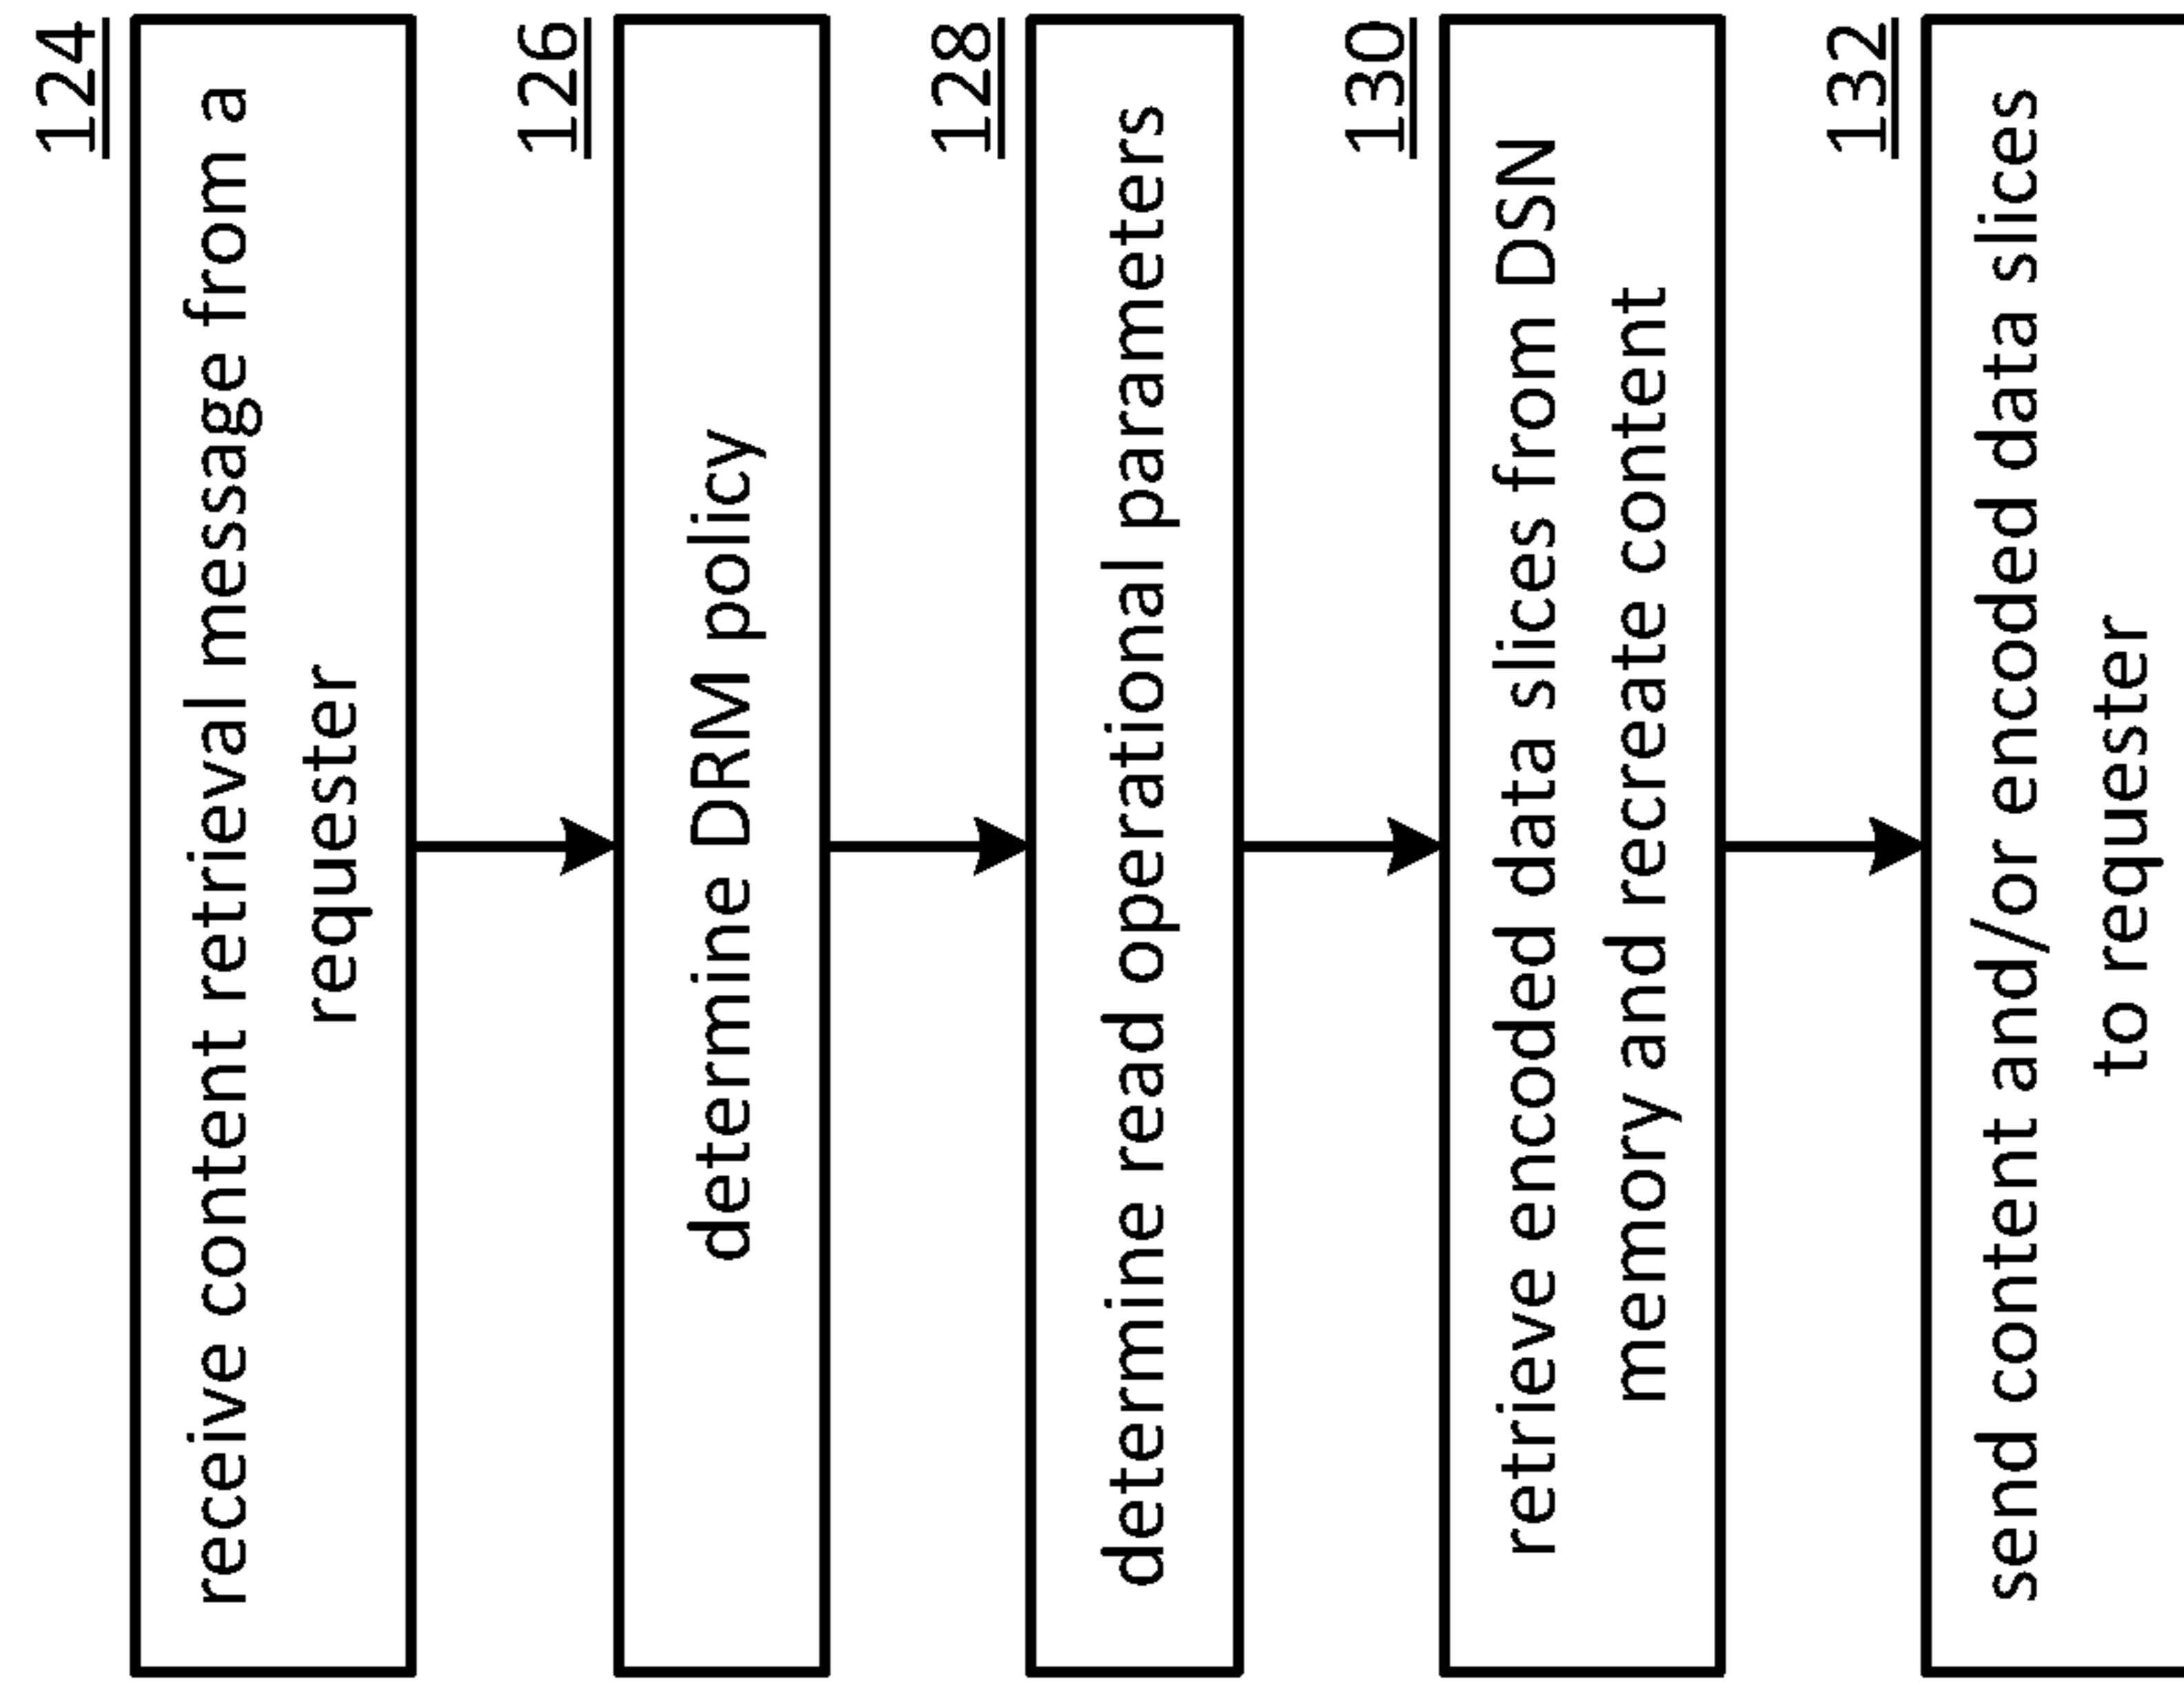 124
receive content retrieval message from a
requester
126
determine DRM policy
128
determine read operational parameters
130
retrieve encoded data slices from DSN
memory and recreate content
132
send content and/or encoded data slices
to requester